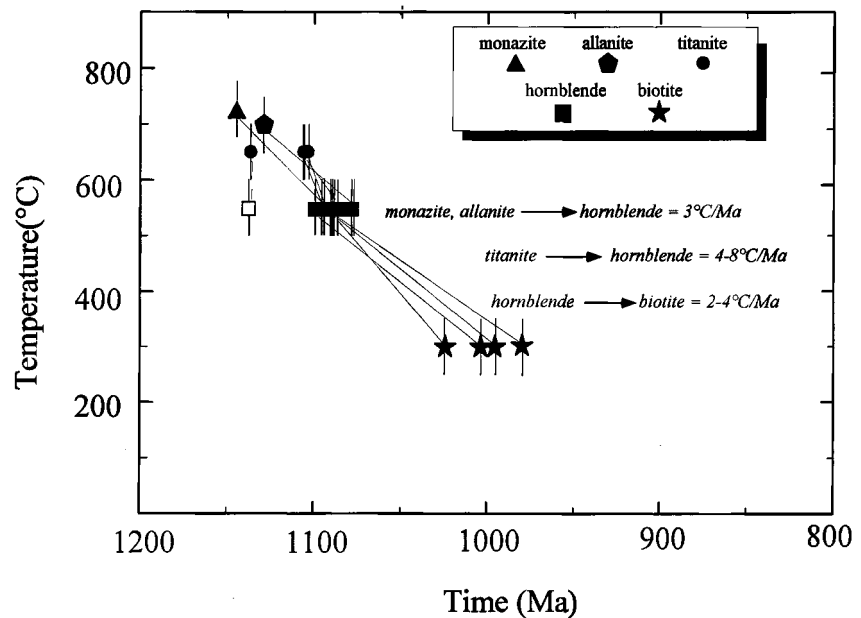 monazite allanite titanite
hornblende biotite
800
600
400
200
Temperature(°C)
monazite, allanite hornblende = 3°C/Ma
titanite hornblende = 4-8°C/Ma
hornblende biotite = 2-4°C/Ma
1200 1100 1000 900 800
Time (Ma)